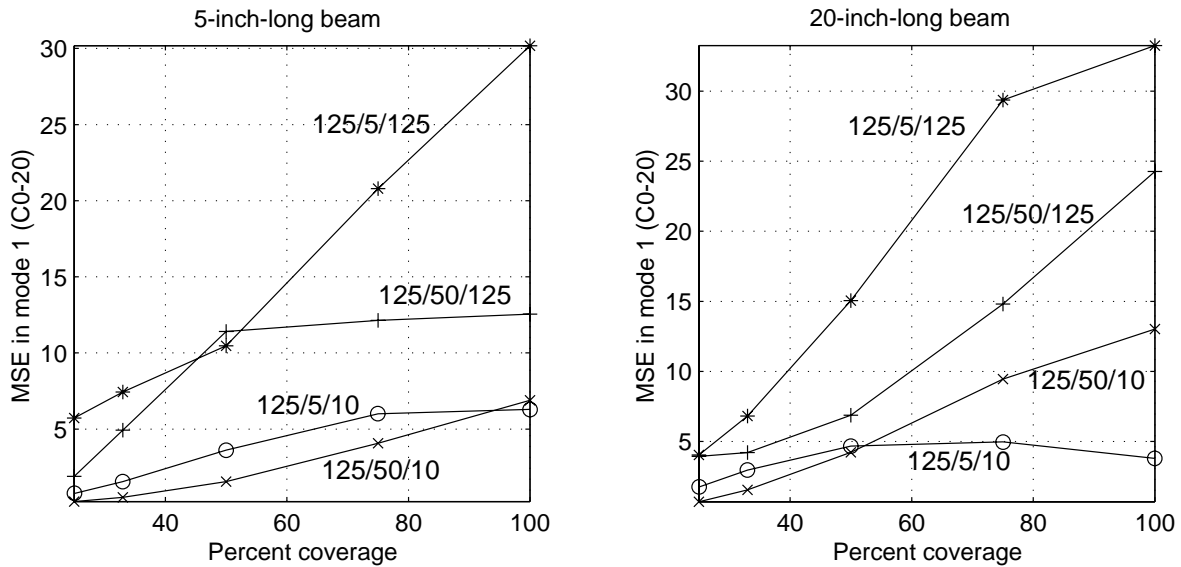 5-inch-long beam
MSE in mode 1 (C0-20)
30
25
20
15
10
5
125/5/125
125/50/125
125/5/10
125/50/10
40 60 80 100
Percent coverage
20-inch-long beam
MSE in mode 1 (C0-20)
30
25
20
15
10
5
125/5/125
125/50/125
125/50/10
125/5/10
40 60 80 100
Percent coverage